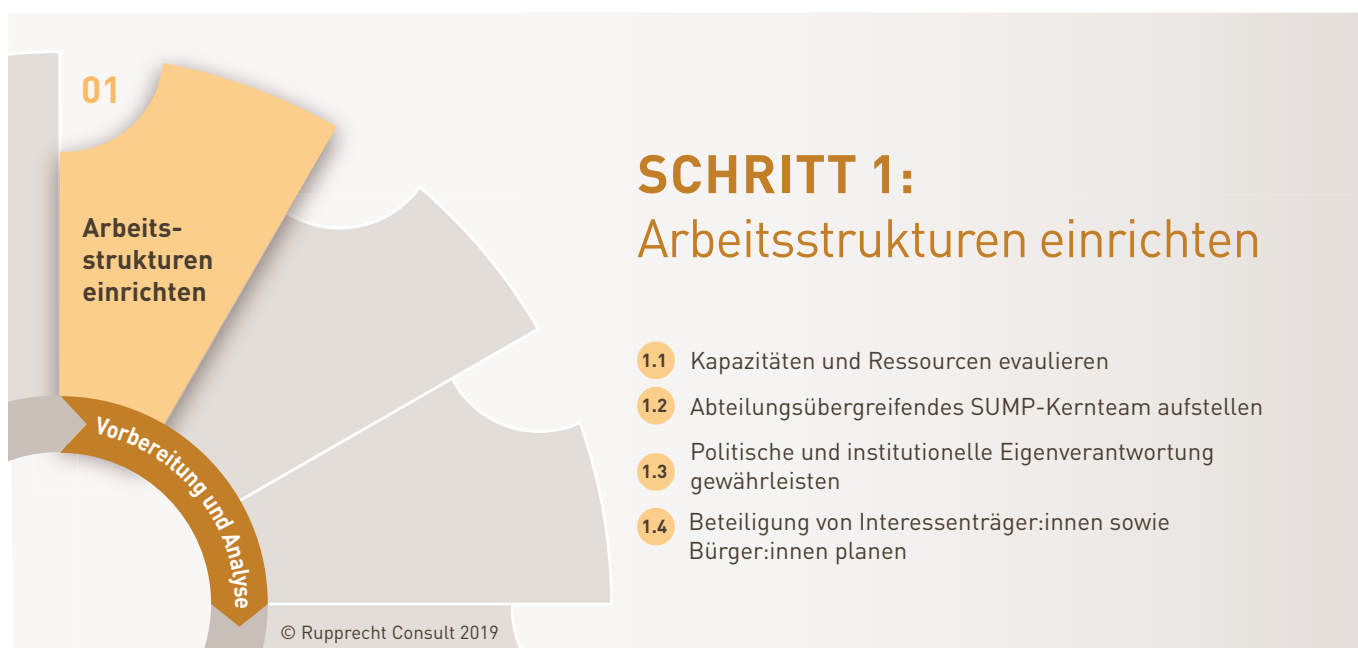 01
Arbeits-
strukturen
einrichten
Vorbereitung und Analyse
© Rupprecht Consult 2019
SCHRITT 1:
Arbeitsstrukturen einrichten
1.1 Kapazitäten und Ressourcen evaulieren
1.2 Abteilungsübergreifendes SUMP-Kernteam aufstellen
1.3 Politische und institutionelle Eigenverantwortung
gewährleisten
1.4 Beteiligung von Interessenträger:innen sowie
Bürger:innen planen